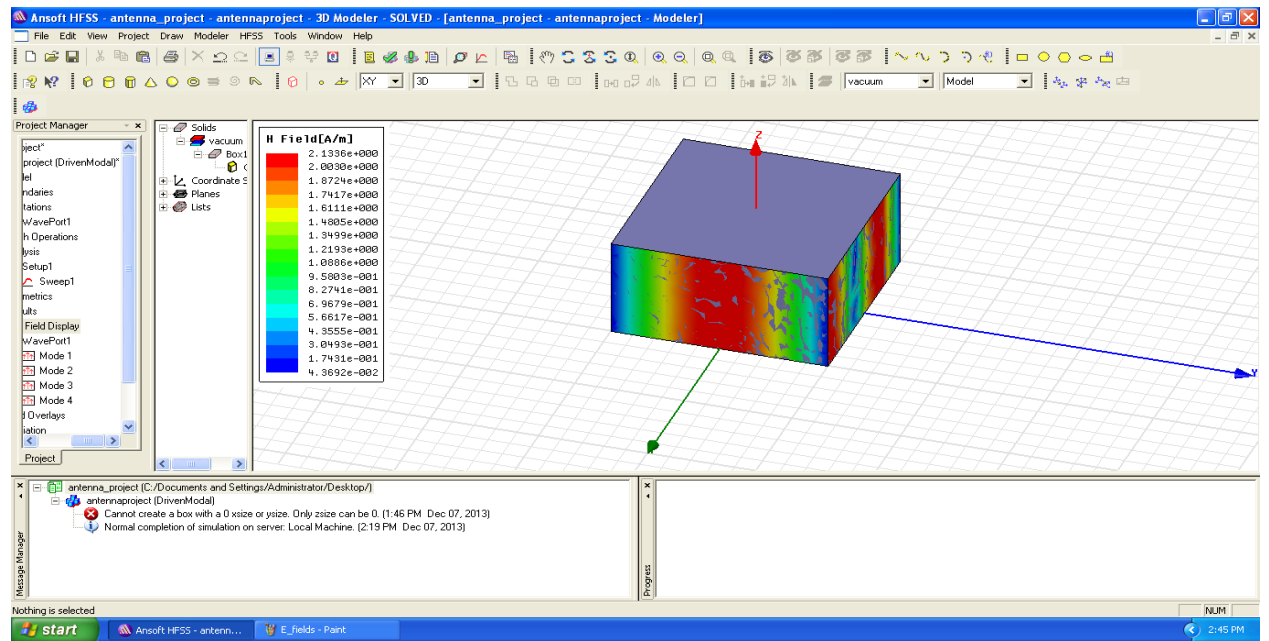 Ansoft HFSS - antenna_project - antennaproject - 3D Modeler - SOLVED - [antenna_project - antennaproject - Modeler]
File Edit View Project Draw Modeler HFSS Tools Window Help
XY 3D vacuum Model
Project Manager
ject*
project (DrivenModal)*
del
ndaries
tations
WavePort1
h Operations
lysis
Setup1
Sweep1
metrics
ults
Field Display
WavePort1
Mode 1
Mode 2
Mode 3
Mode 4
d Overlays
iation
Project
Solids
vacuum
Box1
Coordinate S
Planes
Lists
H Field[A/m]
2.1336e+000
2.0030e+000
1.8724e+000
1.7417e+000
1.6111e+000
1.4805e+000
1.3499e+000
1.2193e+000
1.0886e+000
9.5803e-001
8.2741e-001
6.9679e-001
5.6617e-001
4.3555e-001
3.0493e-001
1.7431e-001
4.3692e-002
Z
Y
antenna_project (C:/Documents and Settings/Administrator/Desktop/)
antennaproject (DrivenModal)
Cannot create a box with a 0 xsize or ysize. Only zsize can be 0. (1:46 PM Dec 07, 2013)
Normal completion of simulation on server: Local Machine. (2:19 PM Dec 07, 2013)
Message Manager
Progress
Nothing is selected
NUM
start
Ansoft HFSS - antenn...
E_fields - Paint
2:45 PM